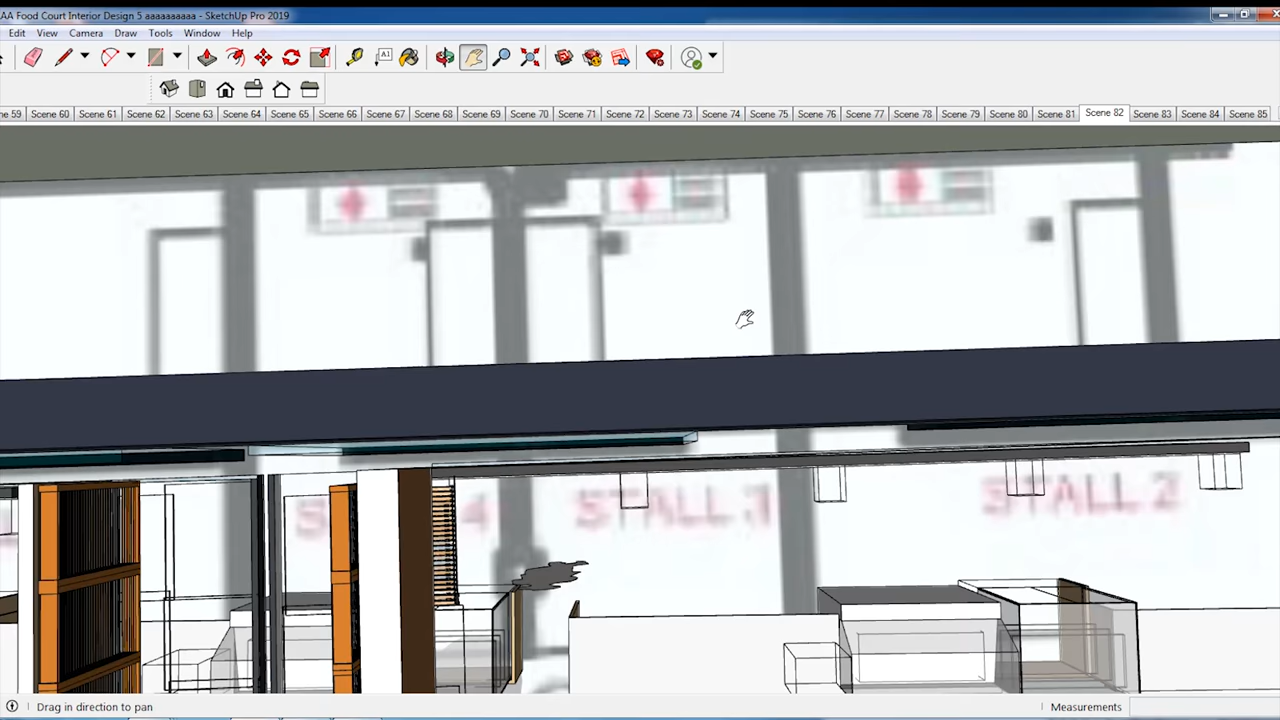 AA Food Court Interior Design 5 aaaaaaaaaa - SketchUp Pro 2019
Edit View Camera Draw Tools Window Help
A1
ne 59 Scene 60 Scene 61 Scene 62 Scene 63 Scene 64 Scene 65 Scene 66 Scene 67 Scene 68 Scene 69 Scene 70 Scene 71 Scene 72 Scene 73 Scene 74 Scene 75 Scene 76 Scene 77 Scene 78 Scene 79 Scene 80 Scene 81 Scene 82 Scene 83 Scene 84 Scene 85
S 4 STALL 3 STALL 2
Drag in direction to pan Measurements